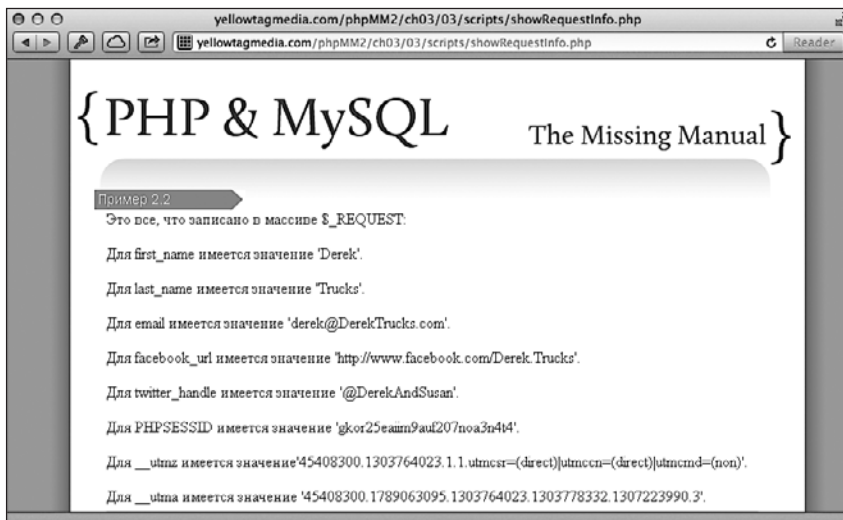 yellowtagmedia.com/phpMM2/ch03/03/scripts/showRequestInfo.php
yellowtagmedia.com/phpMM2/ch03/03/scripts/showRequestInfo.php
Reader
{PHP & MySQL
The Missing Manual}
Пример 2.2
Это все, что записано в массиве $_REQUEST:
Для first_name имеется значение 'Derek'.
Для last_name имеется значение 'Trucks'.
Для email имеется значение 'derek@DerekTrucks.com'.
Для facebook_url имеется значение 'http://www.facebook.com/Derek.Trucks'.
Для twitter_handle имеется значение '@DerekAndSusan'.
Для PHPSESSID имеется значение 'gkor25eaiim9auf207noa3n4t4'.
Для __utmz имеется значение'45408300.1303764023.1.1.utmcsr=(direct)|utmccn=(direct)|utmcmd=(non)'.
Для __utma имеется значение '45408300.1789063095.1303764023.1303778332.1307223990.3'.